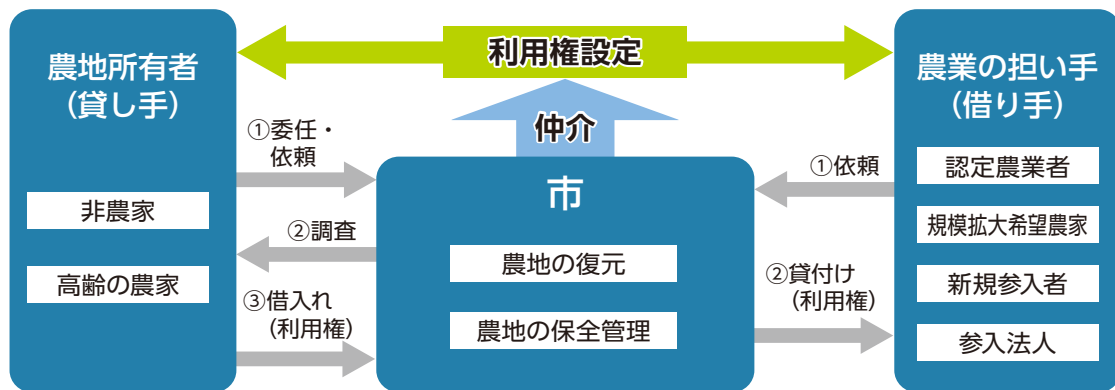 利用権設定
仲介
農地所有者
(貸し手)
非農家
高齢の農家
①委任・
依頼
②調査
③借入れ
(利用権)
市
農地の復元
農地の保全管理
①依頼
②貸付け
(利用権)
農業の担い手
(借り手)
認定農業者
規模拡大希望農家
新規参入者
参入法人